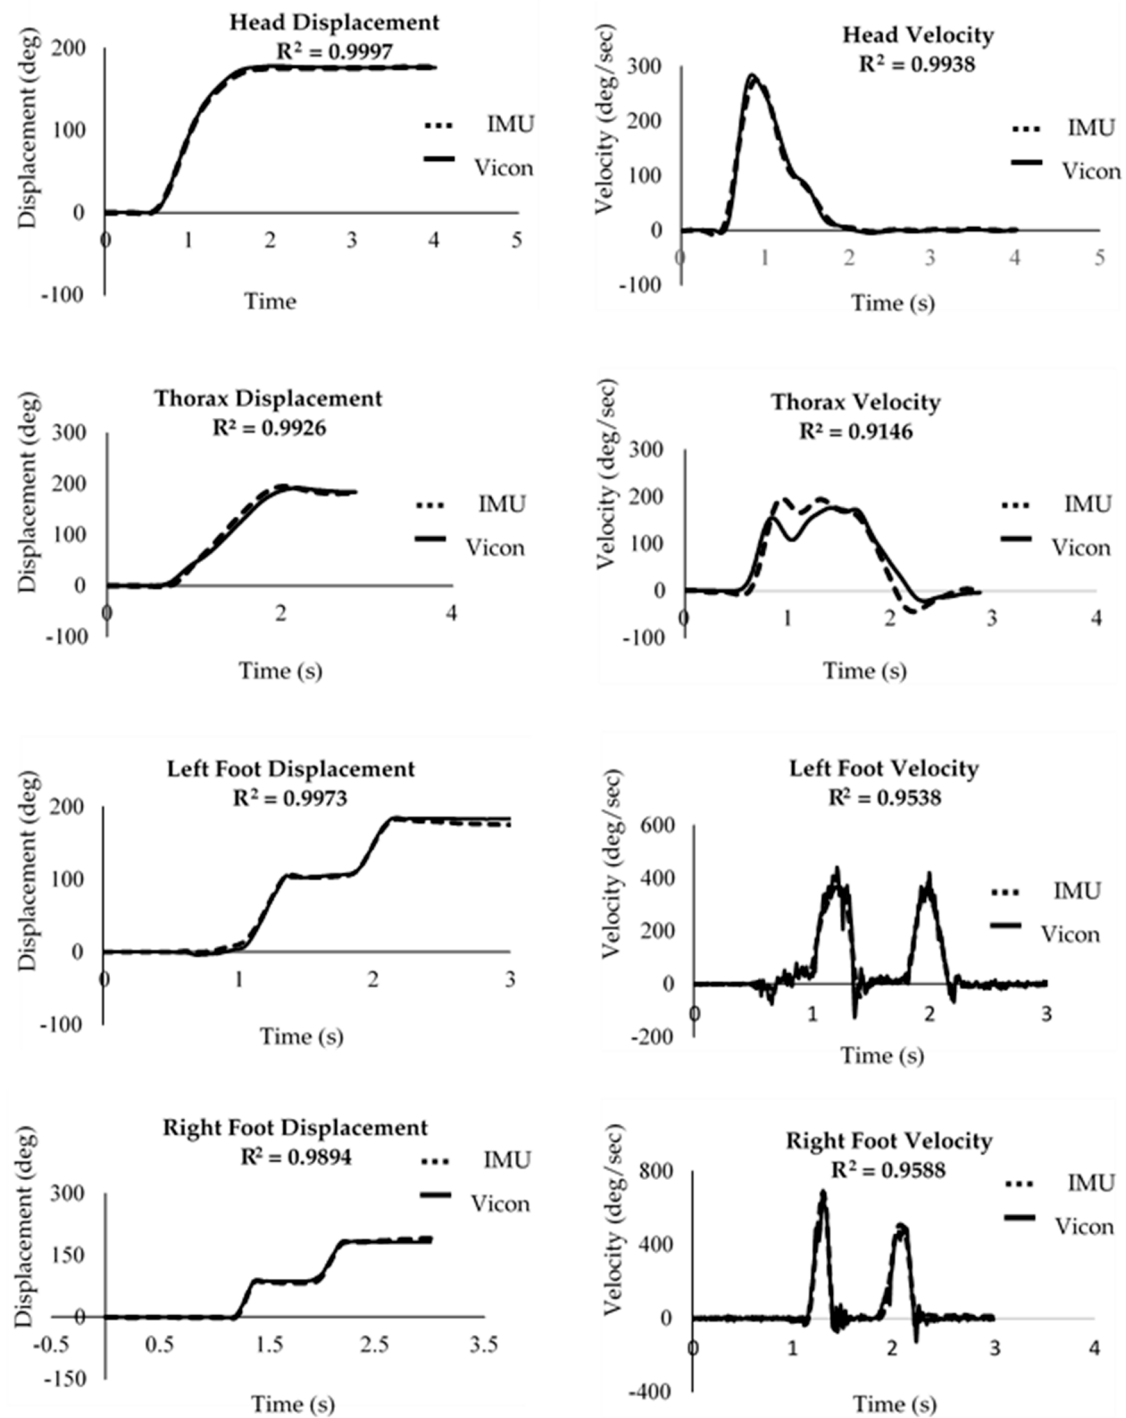 Head Displacement
R² = 0.9997
Displacement (deg)
200
100
0
-100
0 1 2 3 4 5
Time
IMU
Vicon
Head Velocity
R² = 0.9938
Velocity (deg/sec)
300
200
100
0
-100
0 1 2 3 4 5
Time (s)
IMU
Vicon
Thorax Displacement
R² = 0.9926
Displacement (deg)
300
200
100
0
-100
0 2 4
Time (s)
IMU
Vicon
Thorax Velocity
R² = 0.9146
Velocity (deg/sec)
300
200
100
0
-100
0 1 2 3 4
Time (s)
IMU
Vicon
Left Foot Displacement
R² = 0.9973
Displacement (deg)
200
100
0
-100
0 1 2 3
Time (s)
Left Foot Velocity
R² = 0.9538
Velocity (deg/sec)
600
400
200
0
-200
0 1 2 3
Time (s)
IMU
Vicon
Right Foot Displacement
R² = 0.9894
Displacement (deg)
300
150
0
-150
-0.5 0.5 1.5 2.5 3.5
Time (s)
IMU
Vicon
Right Foot Velocity
R² = 0.9588
Velocity (deg/sec)
800
400
0
-400
0 1 2 3 4
Time (s)
IMU
Vicon